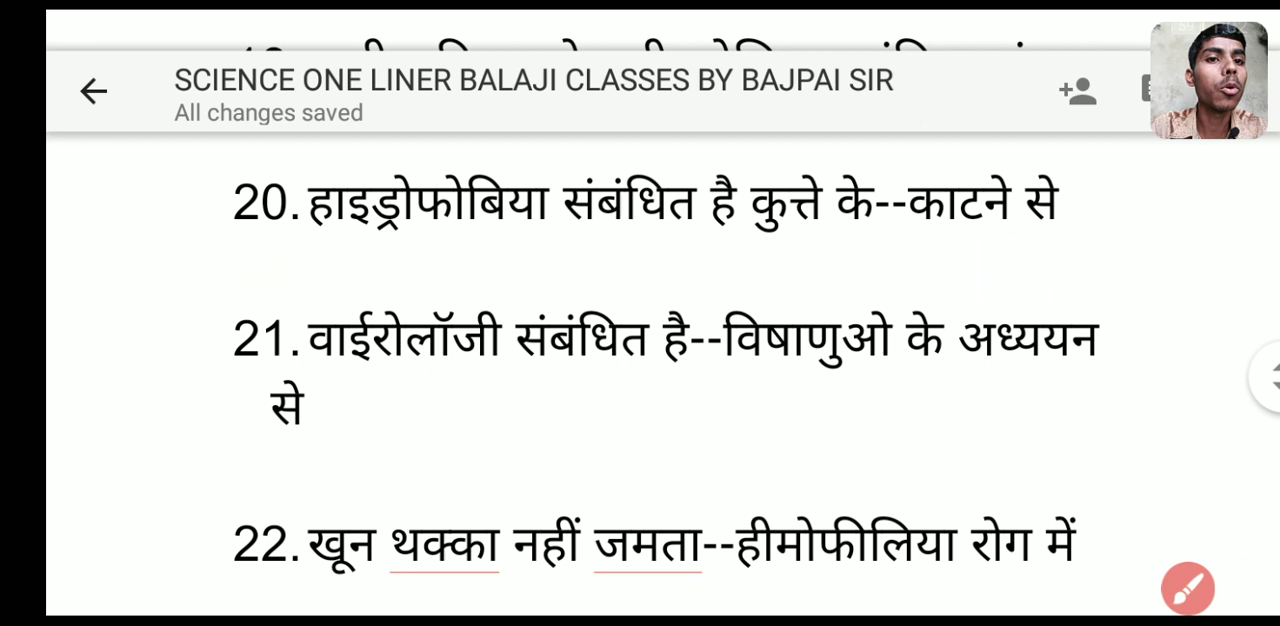 SCIENCE ONE LINER BALAJI CLASSES BY BAJPAI SIR
All changes saved
20. हाइड्रोफोबिया संबंधित है कुत्ते के--काटने से
21. वाईरोलॉजी संबंधित है--विषाणुओ के अध्ययन
से
22. खून थक्का नहीं जमता--हीमोफीलिया रोग में